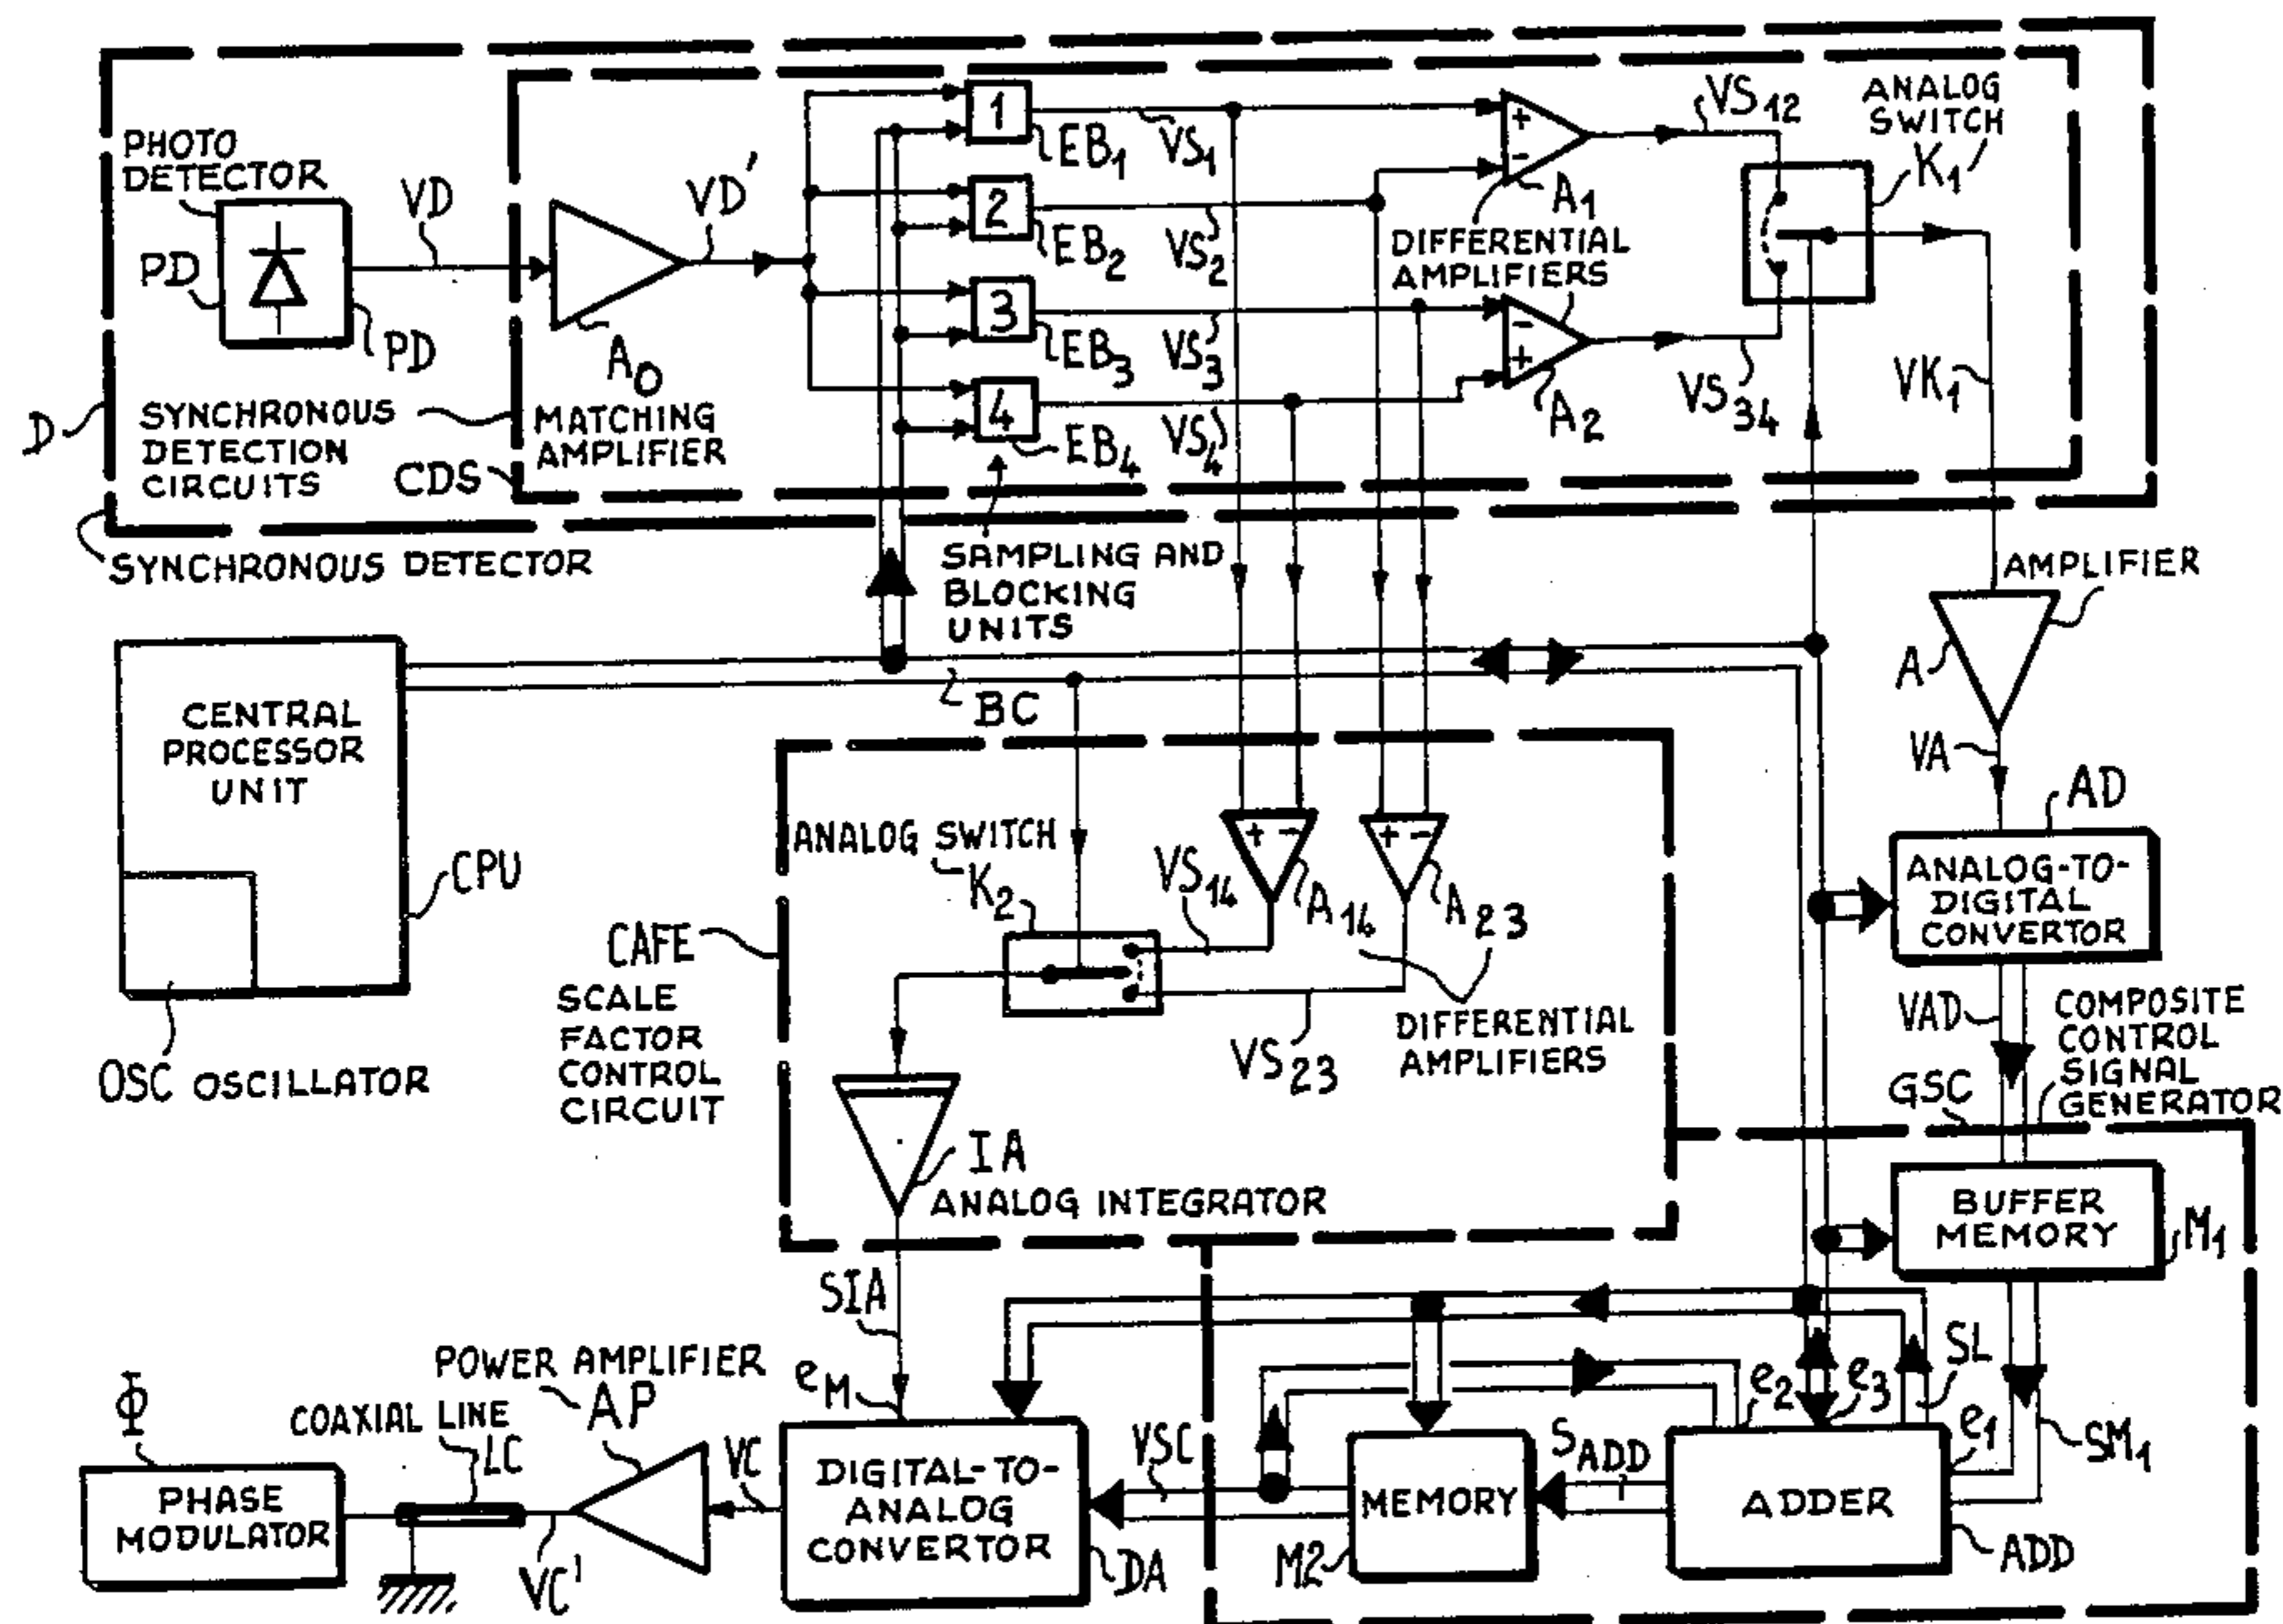 PHOTO
DETECTOR
PD
PD
VD
VD'
A0
MATCHING
AMPLIFIER
D
SYNCHRONOUS
DETECTION
CIRCUITS
CDS
SYNCHRONOUS DETECTOR
1
EB1
VS1
2
EB2
VS2
3
EB3
VS3
4
EB4
VS4
+
-
A1
VS12
DIFFERENTIAL
AMPLIFIERS
-
+
A2
VS34
ANALOG
SWITCH
K1
VK1
SAMPLING AND
BLOCKING
UNITS
AMPLIFIER
A
VA
CENTRAL
PROCESSOR
UNIT
CPU
OSC OSCILLATOR
BC
ANALOG SWITCH
K2
VS14
+ -
A14
+ -
A23
VS23
DIFFERENTIAL
AMPLIFIERS
CAFE
SCALE
FACTOR
CONTROL
CIRCUIT
IA
ANALOG INTEGRATOR
SIA
AD
ANALOG-TO-
DIGITAL
CONVERTOR
VAD
COMPOSITE
CONTROL
SIGNAL
GENERATOR
GSC
BUFFER
MEMORY
M1
SM1
SL
e1
e2
e3
ADDER
ADD
SADD
MEMORY
M2
VSC
eM
DIGITAL-TO-
ANALOG
CONVERTOR
DA
VC
POWER AMPLIFIER
AP
VC'
COAXIAL LINE
LC
Φ
PHASE
MODULATOR